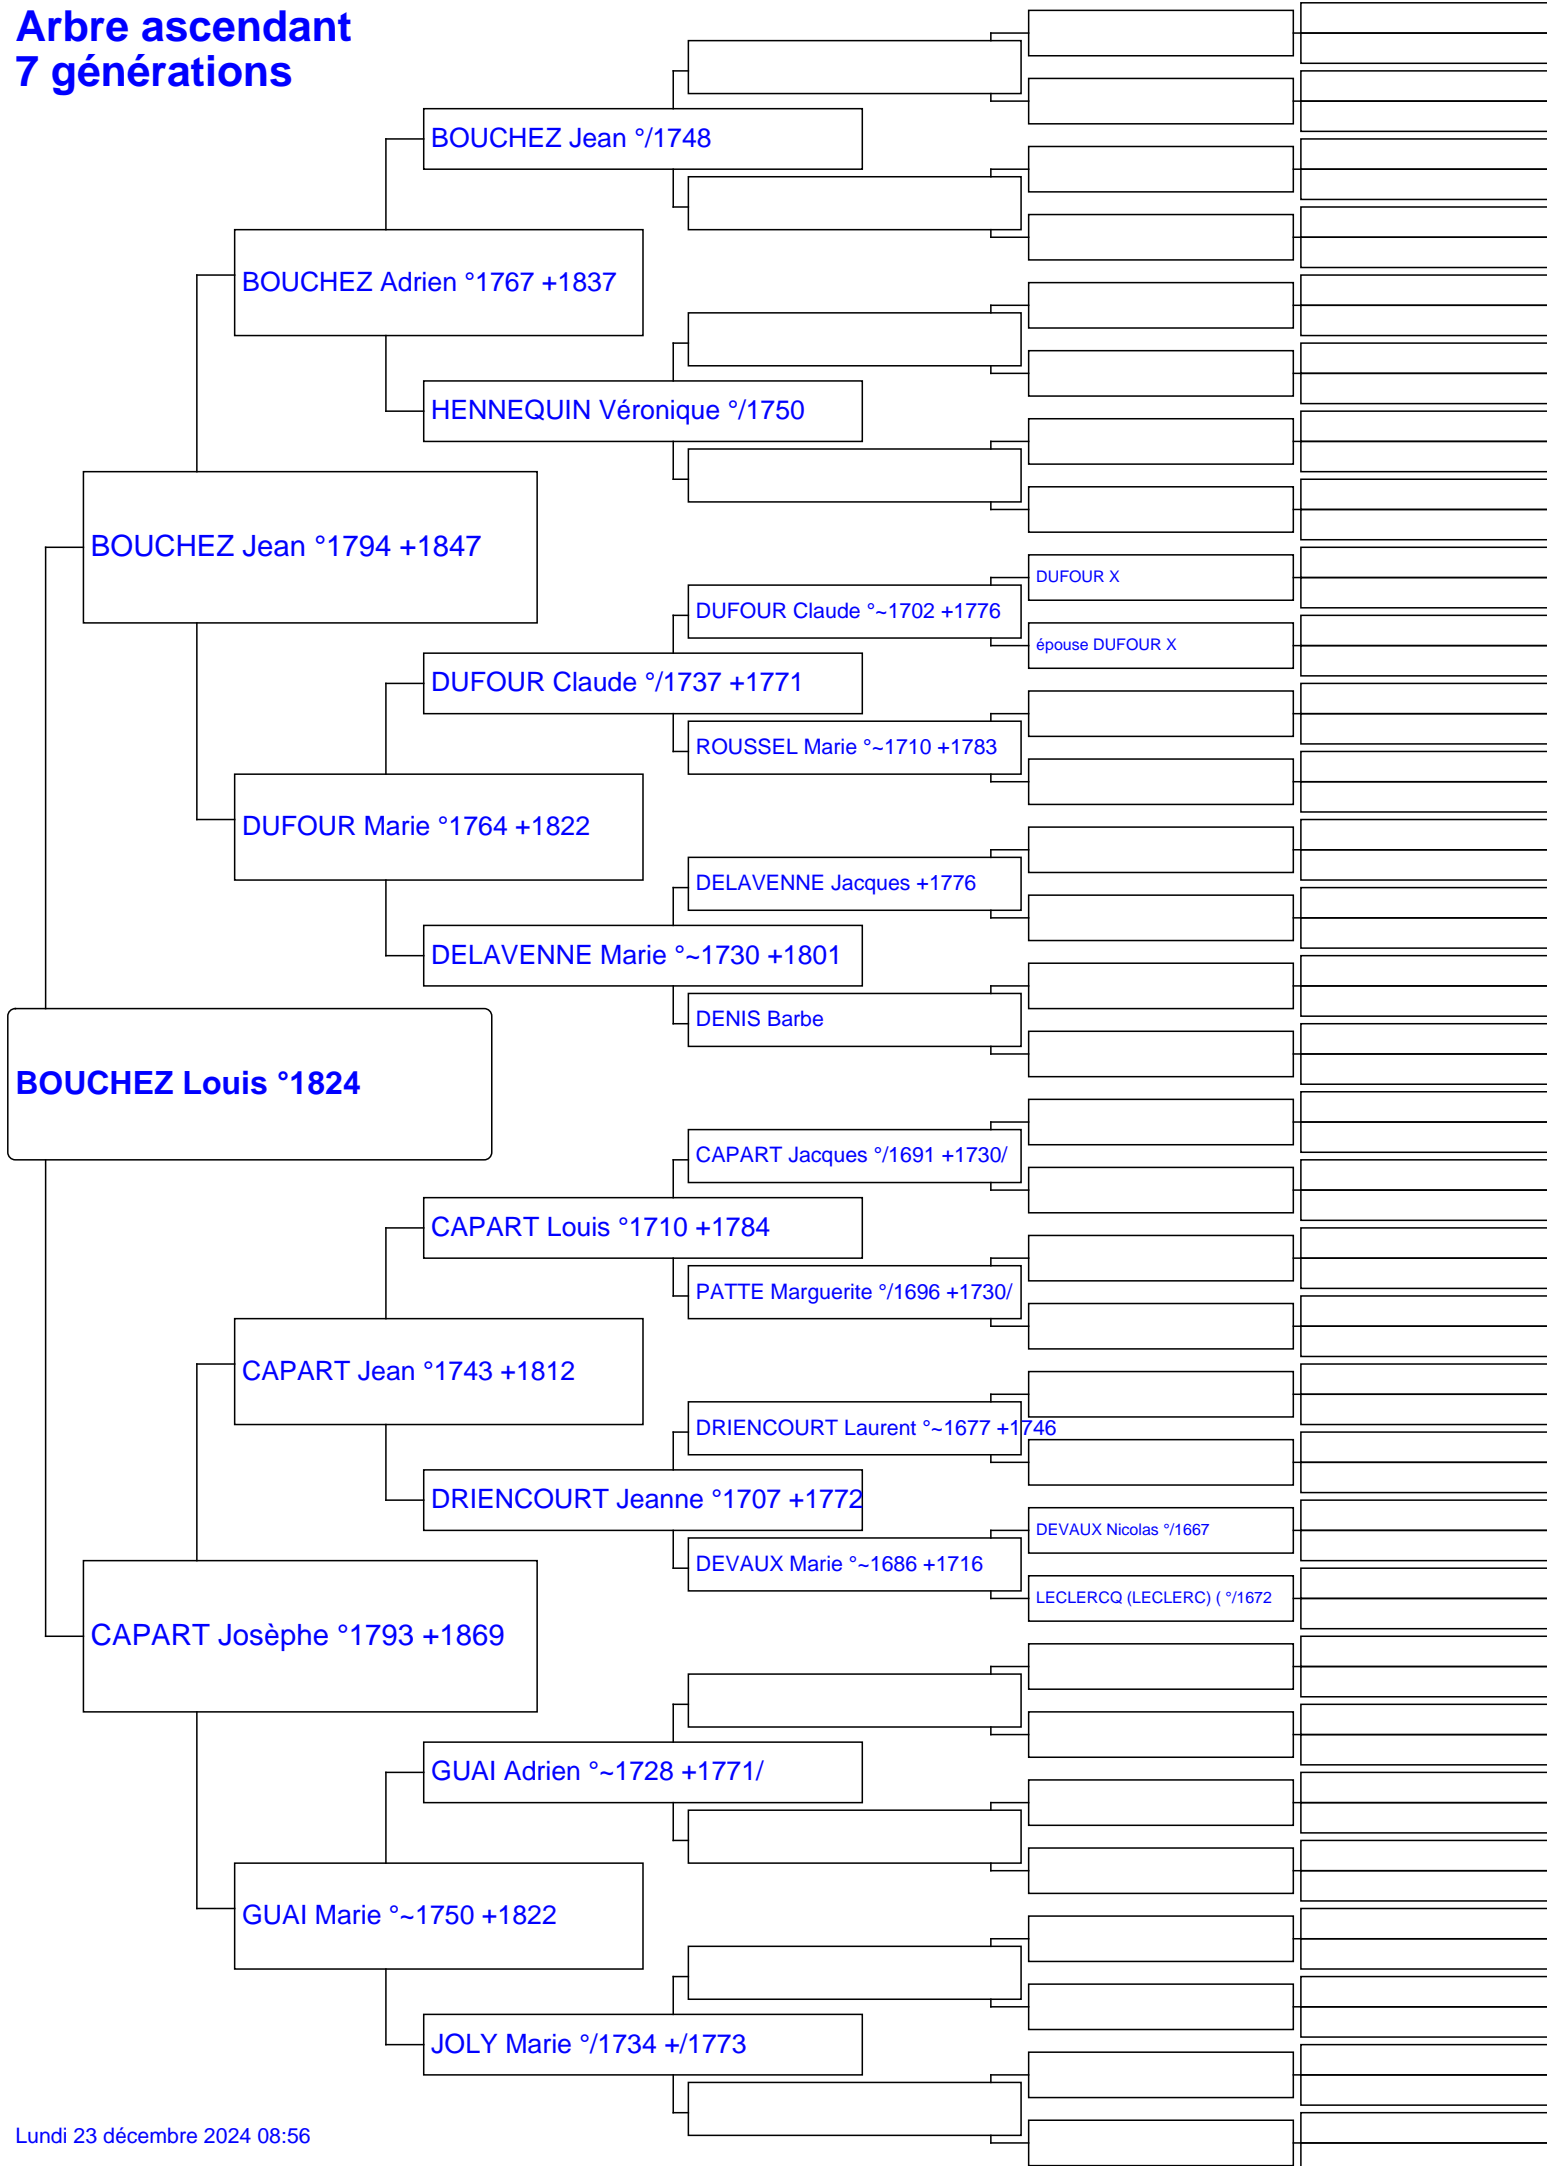 Arbre ascendant
7 générations
BOUCHEZ Jean °/1748
BOUCHEZ Adrien °1767 +1837
HENNEQUIN Véronique °/1750
BOUCHEZ Jean °1794 +1847
DUFOUR X
DUFOUR Claude °~1702 +1776
épouse DUFOUR X
DUFOUR Claude °/1737 +1771
ROUSSEL Marie °~1710 +1783
DUFOUR Marie °1764 +1822
DELAVENNE Jacques +1776
DELAVENNE Marie °~1730 +1801
DENIS Barbe
BOUCHEZ Louis °1824
CAPART Jacques °/1691 +1730/
CAPART Louis °1710 +1784
PATTE Marguerite °/1696 +1730/
CAPART Jean °1743 +1812
DRIENCOURT Laurent °~1677 +1746
DRIENCOURT Jeanne °1707 +1772
DEVAUX Nicolas °/1667
DEVAUX Marie °~1686 +1716
LECLERCQ (LECLERC) ( °/1672
CAPART Josèphe °1793 +1869
GUAI Adrien °~1728 +1771/
GUAI Marie °~1750 +1822
JOLY Marie °/1734 +/1773
Lundi 23 décembre 2024 08:56